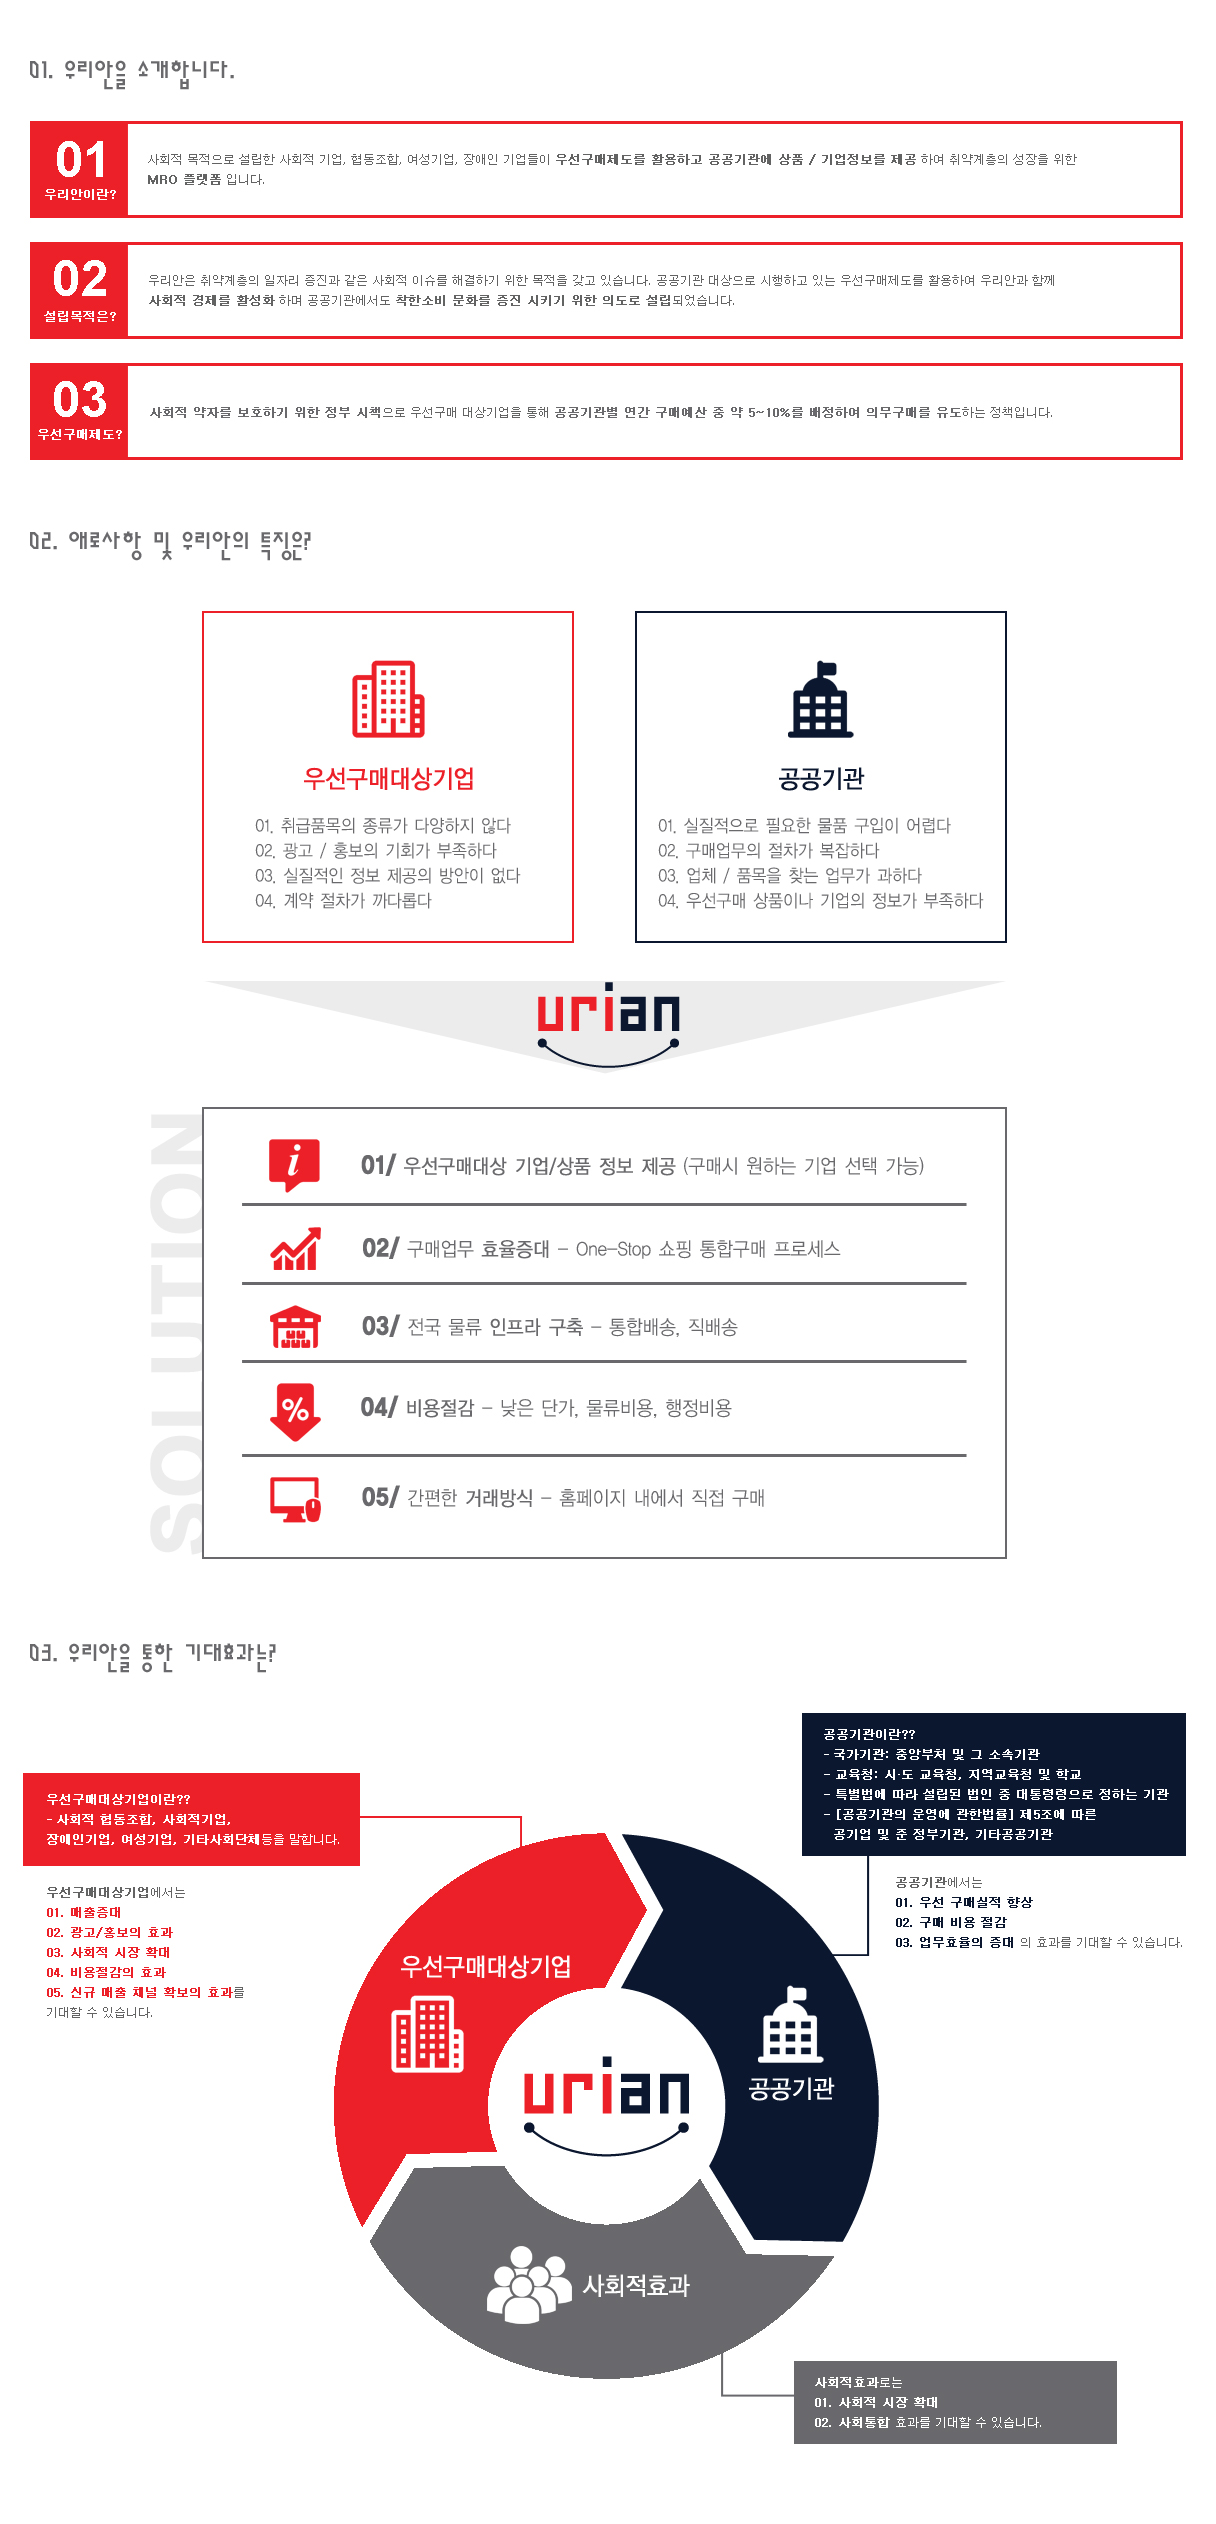 01. 우리안을 소개합니다.
01
우리안이란?
사회적 목적으로 설립한 사회적 기업, 협동조합, 여성기업, 장애인 기업들이 우선구매제도를 활용하고 공공기관에 상품 / 기업정보를 제공 하여 취약계층의 성장을 위한
MRO 플랫폼 입니다.
02
설립목적은?
우리안은 취약계층의 일자리 증진과 같은 사회적 이슈를 해결하기 위한 목적을 갖고 있습니다. 공공기관 대상으로 시행하고 있는 우선구매제도를 활용하여 우리안과 함께
사회적 경제를 활성화 하며 공공기관에서도 착한소비 문화를 증진 시키기 위한 의도로 설립되었습니다.
03
우선구매제도?
사회적 약자를 보호하기 위한 정부 시책으로 우선구매 대상기업을 통해 공공기관별 연간 구매예산 중 약 5~10%를 배정하여 의무구매를 유도하는 정책입니다.
02. 애로사항 및 우리안의 특징은?
우선구매대상기업
01. 취급품목의 종류가 다양하지 않다
02. 광고 / 홍보의 기회가 부족하다
03. 실질적인 정보 제공의 방안이 없다
04. 계약 절차가 까다롭다
공공기관
01. 실질적으로 필요한 물품 구입이 어렵다
02. 구매업무의 절차가 복잡하다
03. 업체 / 품목을 찾는 업무가 과하다
04. 우선구매 상품이나 기업의 정보가 부족하다
urian
SOLUTION
01/ 우선구매대상 기업/상품 정보 제공 (구매시 원하는 기업 선택 가능)
02/ 구매업무 효율증대 - One-Stop 쇼핑 통합구매 프로세스
03/ 전국 물류 인프라 구축 - 통합배송, 직배송
04/ 비용절감 - 낮은 단가, 물류비용, 행정비용
05/ 간편한 거래방식 - 홈페이지 내에서 직접 구매
03. 우리안을 통한 기대효과는?
우선구매대상기업이란??
- 사회적 협동조합, 사회적기업,
장애인기업, 여성기업, 기타사회단체등을 말합니다.
우선구매대상기업에서는
01. 매출증대
02. 광고/홍보의 효과
03. 사회적 시장 확대
04. 비용절감의 효과
05. 신규 매출 채널 확보의 효과를
기대할 수 있습니다.
공공기관이란??
- 국가기관: 중앙부처 및 그 소속기관
- 교육청: 시·도 교육청, 지역교육청 및 학교
- 특별법에 따라 설립된 법인 중 대통령령으로 정하는 기관
- [공공기관의 운영에 관한법률] 제5조에 따른
공기업 및 준 정부기관, 기타공공기관
공공기관에서는
01. 우선 구매실적 향상
02. 구매 비용 절감
03. 업무효율의 증대 의 효과를 기대할 수 있습니다.
우선구매대상기업
공공기관
urian
사회적효과
사회적효과로는
01. 사회적 시장 확대
02. 사회통합 효과를 기대할 수 있습니다.